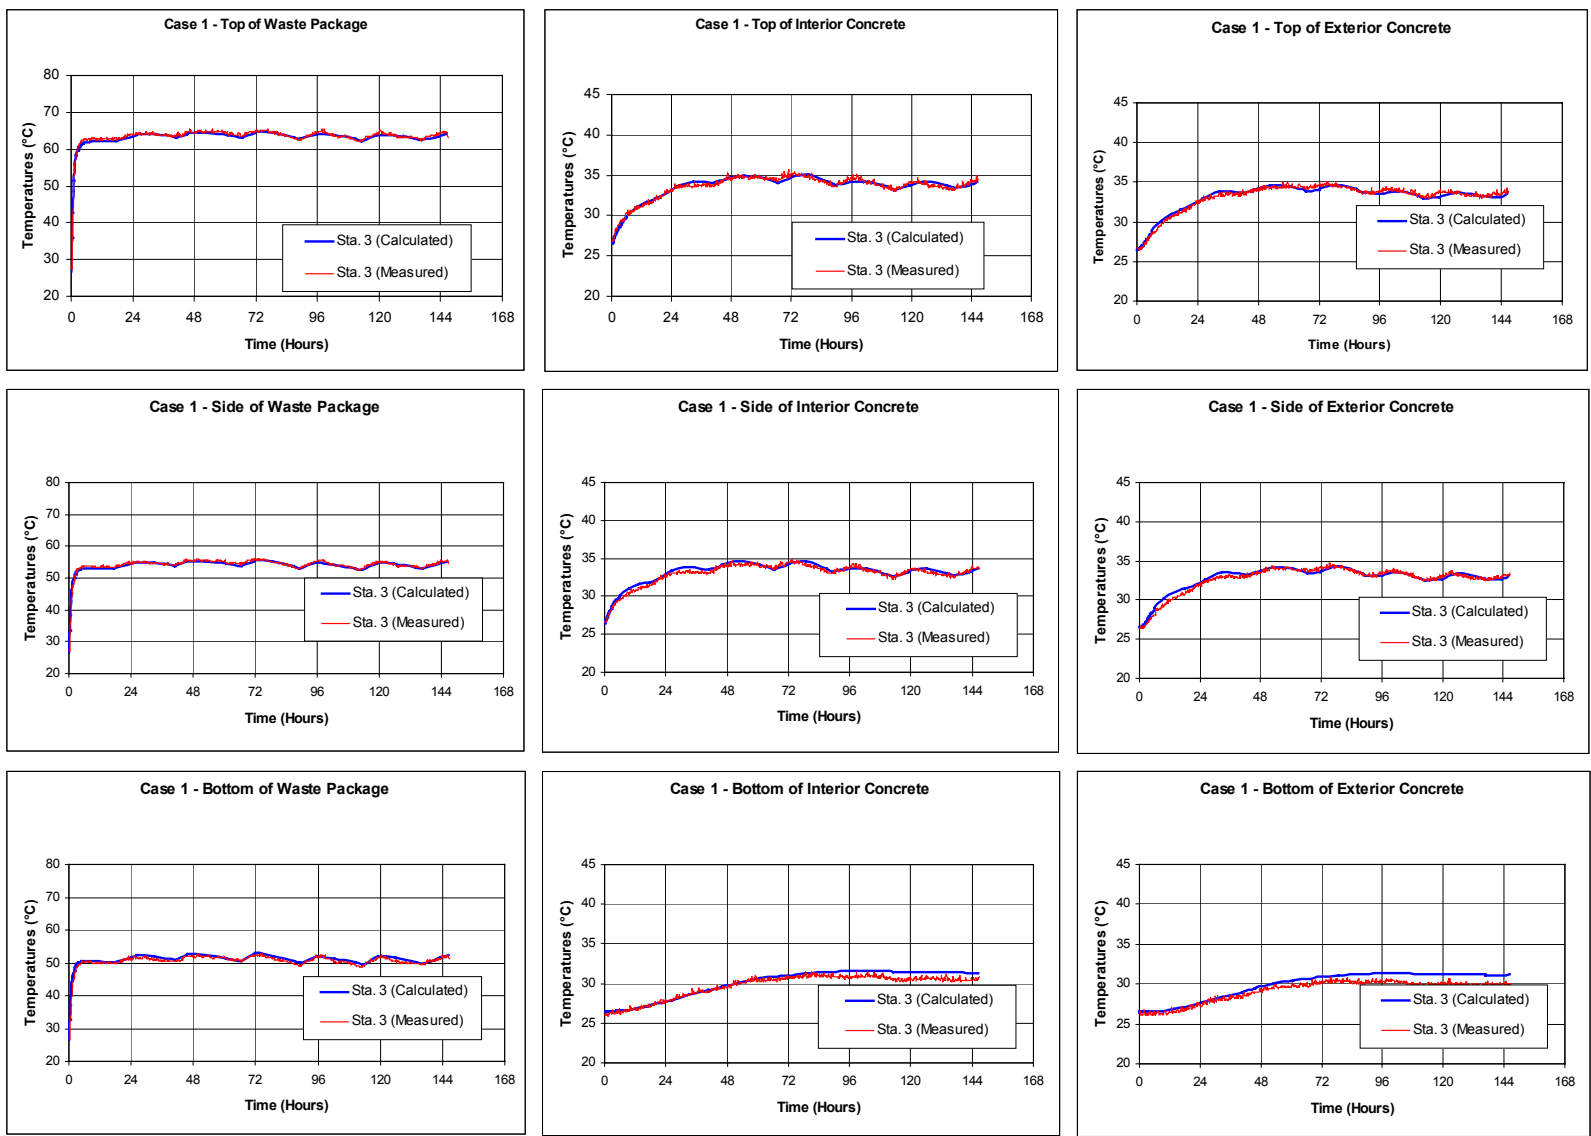 Case 1 - Top of Waste Package
80
70
60
50
40
30
20
0 24 48 72 96 120 144 168
Temperatures (°C)
Time (Hours)
Sta. 3 (Calculated)
Sta. 3 (Measured)
Case 1 - Top of Interior Concrete
45
40
35
30
25
20
0 24 48 72 96 120 144 168
Temperatures (°C)
Time (Hours)
Sta. 3 (Calculated)
Sta. 3 (Measured)
Case 1 - Top of Exterior Concrete
45
40
35
30
25
20
0 24 48 72 96 120 144 168
Temperatures (°C)
Time (Hours)
Sta. 3 (Calculated)
Sta. 3 (Measured)
Case 1 - Side of Waste Package
80
70
60
50
40
30
20
0 24 48 72 96 120 144 168
Temperatures (°C)
Time (Hours)
Sta. 3 (Calculated)
Sta. 3 (Measured)
Case 1 - Side of Interior Concrete
45
40
35
30
25
20
0 24 48 72 96 120 144 168
Temperatures (°C)
Time (Hours)
Sta. 3 (Calculated)
Sta. 3 (Measured)
Case 1 - Side of Exterior Concrete
45
40
35
30
25
20
0 24 48 72 96 120 144 168
Temperatures (°C)
Time (Hours)
Sta. 3 (Calculated)
Sta. 3 (Measured)
Case 1 - Bottom of Waste Package
80
70
60
50
40
30
20
0 24 48 72 96 120 144 168
Temperatures (°C)
Time (Hours)
Sta. 3 (Calculated)
Sta. 3 (Measured)
Case 1 - Bottom of Interior Concrete
45
40
35
30
25
20
0 24 48 72 96 120 144 168
Temperatures (°C)
Time (Hours)
Sta. 3 (Calculated)
Sta. 3 (Measured)
Case 1 - Bottom of Exterior Concrete
45
40
35
30
25
20
0 24 48 72 96 120 144 168
Temperatures (°C)
Time (Hours)
Sta. 3 (Calculated)
Sta. 3 (Measured)